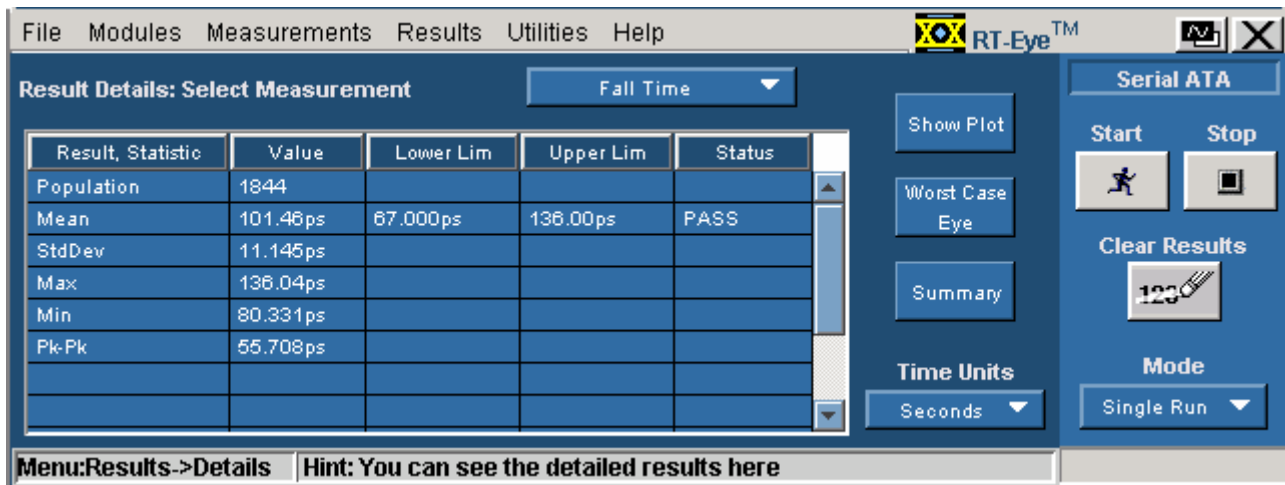 File Modules Measurements Results Utilities Help RT-Eye™
Result Details: Select Measurement Fall Time
Result, Statistic Value Lower Lim Upper Lim Status
Population 1844
Mean 101.46ps 67.000ps 136.00ps PASS
StdDev 11.145ps
Max 136.04ps
Min 80.331ps
Pk-Pk 55.708ps
Show Plot
Worst Case
Eye
Summary
Time Units
Seconds
Serial ATA
Start Stop
Clear Results
123
Mode
Single Run
Menu:Results->Details Hint: You can see the detailed results here